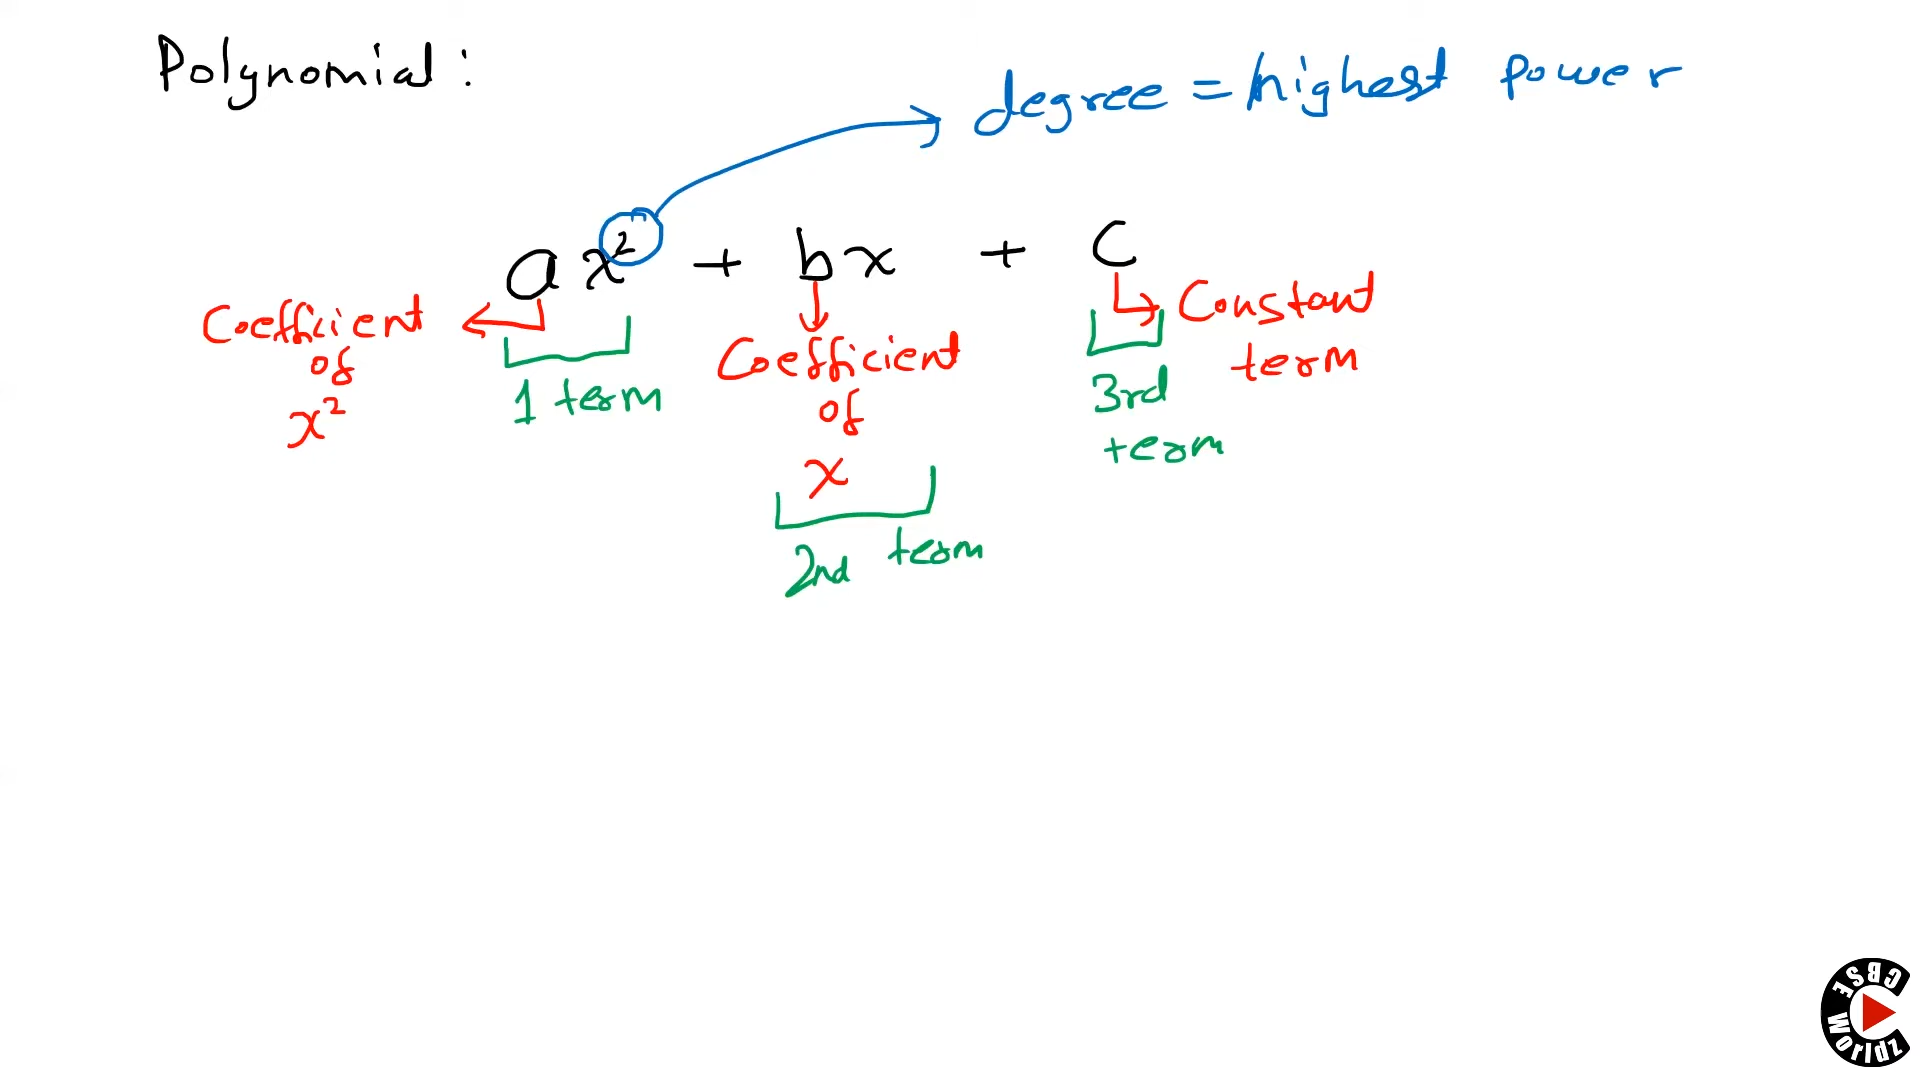 Polynomial :
degree = highest power
ax² + bx + C
Coefficient
of
x²
1 term
Coefficient
of
x
2nd term
Constant
term
3rd
term
CBSE Worldz